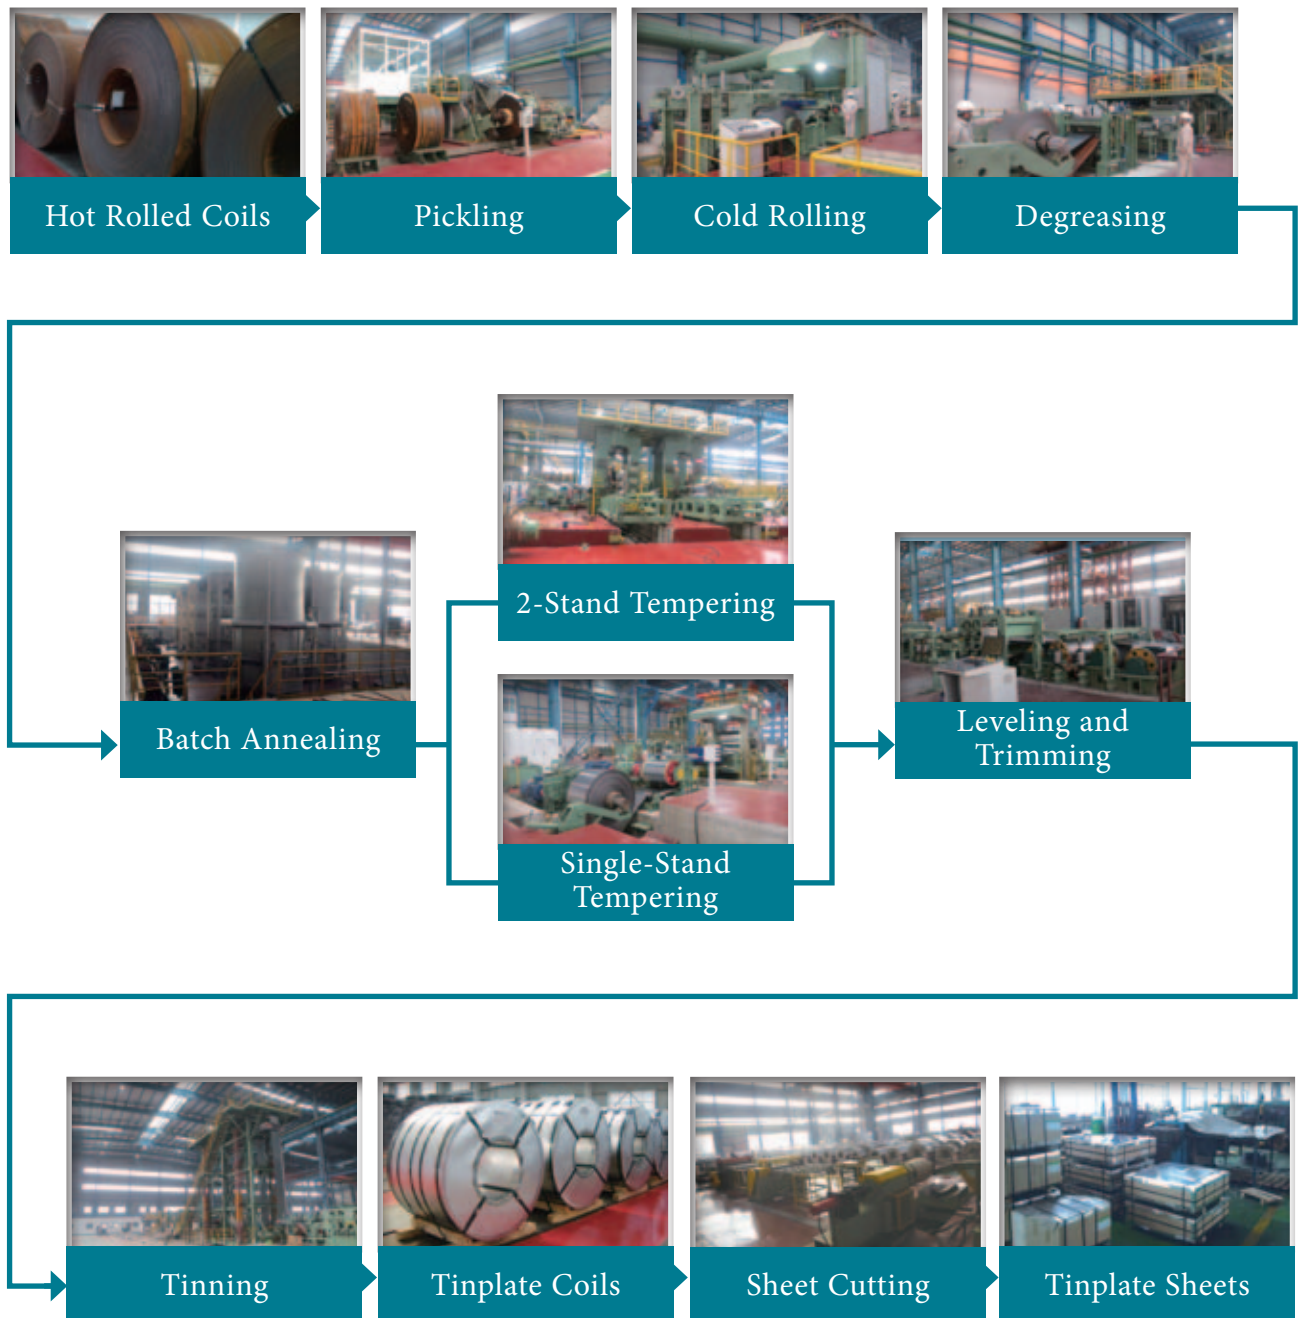 Hot Rolled Coils
Pickling
Cold Rolling
Degreasing
Batch Annealing
2-Stand Tempering
Single-Stand
Tempering
Leveling and
Trimming
Tinning
Tinplate Coils
Sheet Cutting
Tinplate Sheets